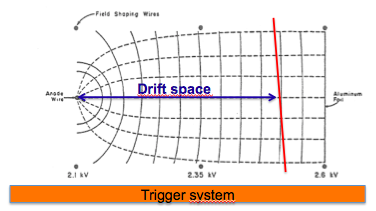 Field Shaping Wires
Drift space
Anode
Wire
Aluminum
Foil
2.1 kV
2.35 kV
2.6 kV
Trigger system